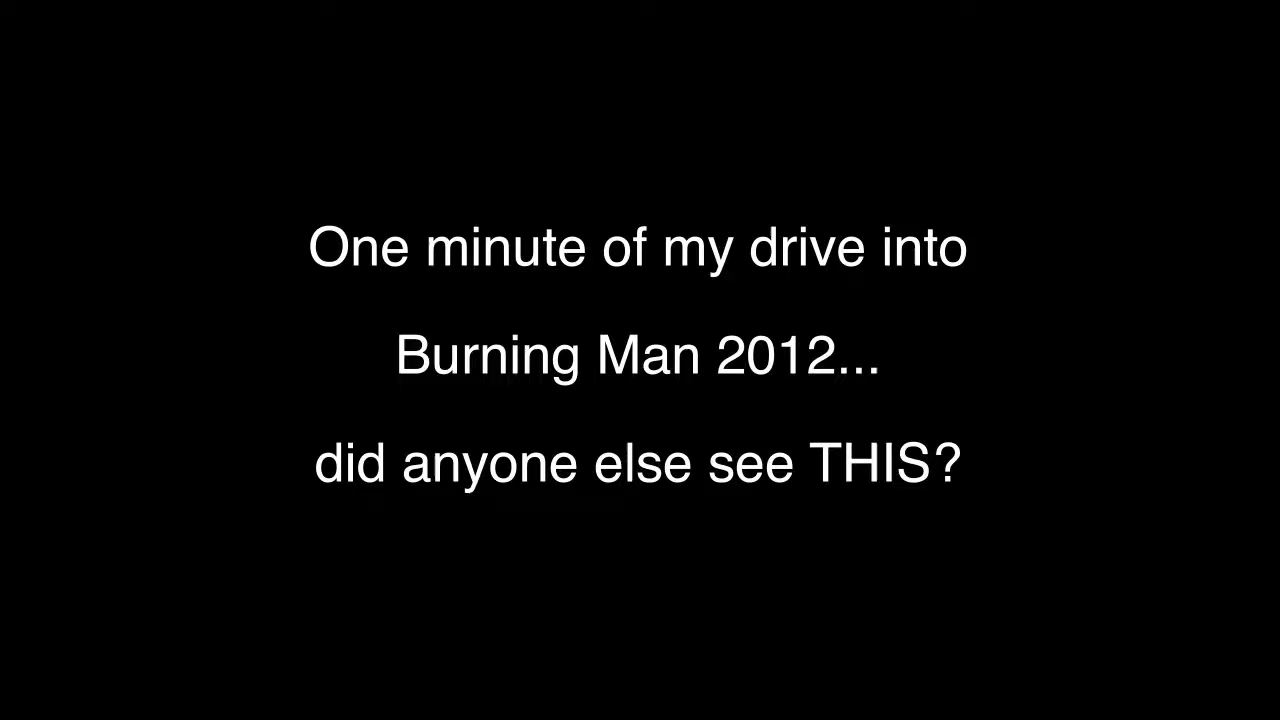 One minute of my drive into
Burning Man 2012...
did anyone else see THIS?